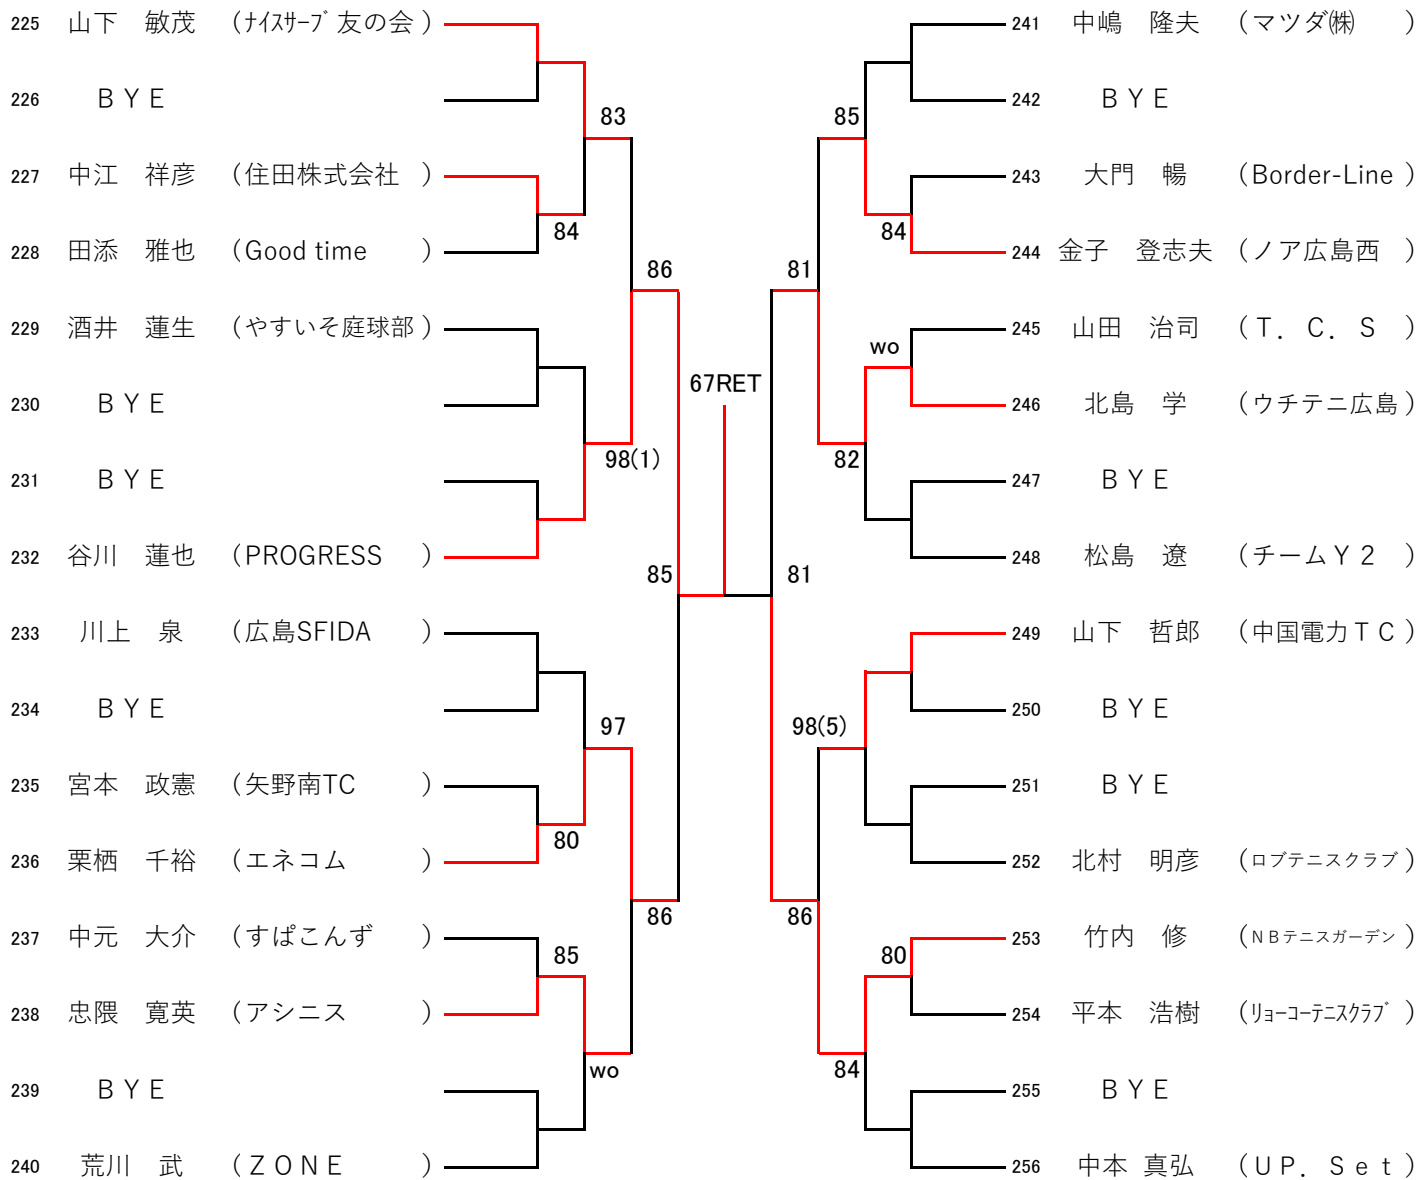 225 山下　敏茂 （ﾅｲｽｻｰﾌﾞ友の会）
226 ＢＹＥ
83
227 中江　祥彦 （住田株式会社 ）
84
228 田添　雅也 （Good time ）
86
229 酒井　蓮生 （やすいそ庭球部）
230 ＢＹＥ
98(1)
231 ＢＹＥ
232 谷川　蓮也 （PROGRESS ）
85
233 川上　泉 （広島SFIDA ）
234 ＢＹＥ
97
235 宮本　政憲 （矢野南TC ）
80
236 栗栖　千裕 （エネコム ）
86
237 中元　大介 （すぱこんず ）
85
238 忠隈　寛英 （アシニス ）
wo
239 ＢＹＥ
240 荒川　武 （ＺＯＮＥ ）
67RET
241 中嶋　隆夫 （マツダ㈱ ）
242 ＢＹＥ
85
243 大門　暢 （Border-Line ）
84
244 金子　登志夫 （ノア広島西 ）
81
245 山田　治司 （Ｔ．Ｃ．Ｓ ）
wo
246 北島　学 （ウチテニ広島）
82
247 ＢＹＥ
248 松島　遼 （チームＹ２ ）
81
249 山下　哲郎 （中国電力ＴＣ）
250 ＢＹＥ
98(5)
251 ＢＹＥ
252 北村　明彦 （ロブテニスクラブ）
86
253 竹内　修 （ＮＢテニスガーデン）
80
254 平本　浩樹 （ﾘｮｰｺｰﾃﾆｽｸﾗﾌﾞ）
84
255 ＢＹＥ
256 中本 真弘 （ＵＰ．Ｓｅｔ）